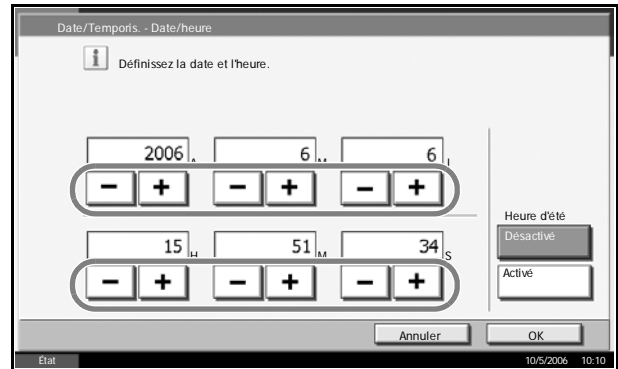 Date/Temporis. - Date/heure
i Définissez la date et l'heure.
2006 A 6 M 6 J
- + - + - +
15 H 51 M 34 S
- + - + - +
Heure d'été
Désactivé
Activé
Annuler OK
État 10/5/2006 10:10